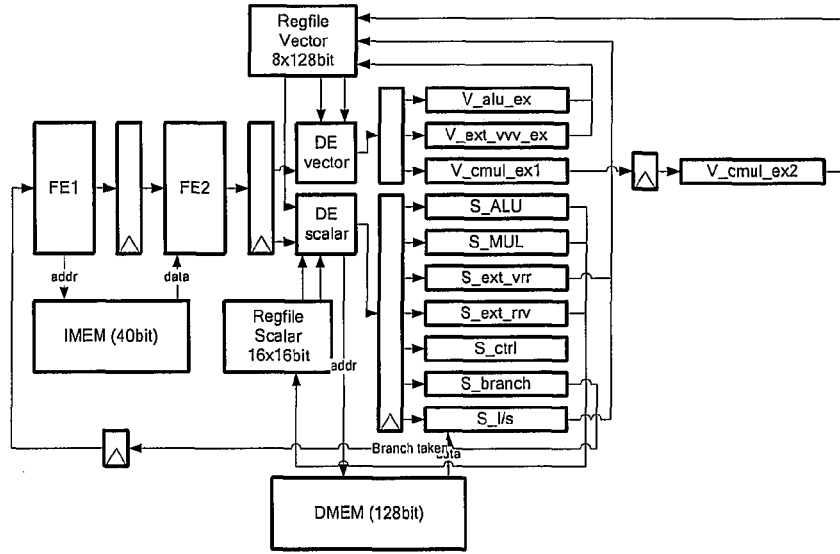 Regfile
Vector
8x128bit
V_alu_ex
V_ext_vvv_ex
V_cmul_ex1
V_cmul_ex2
DE
vector
FE1
FE2
DE
scalar
S_ALU
S_MUL
S_ext_vrr
S_ext_rrv
S_ctrl
S_branch
S_l/s
addr
data
IMEM (40bit)
Regfile
Scalar
16x16bit
addr
Branch taken
data
DMEM (128bit)